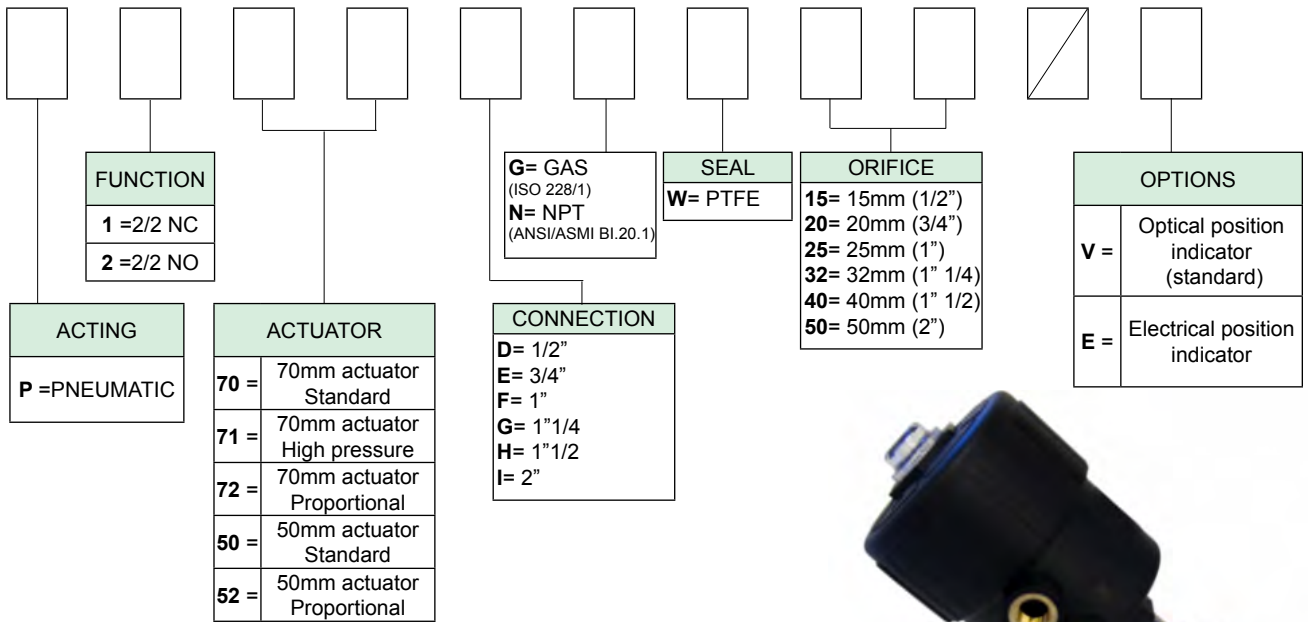 FUNCTION
1 =2/2 NC
2 =2/2 NO
ACTING
P =PNEUMATIC
ACTUATOR
70 =
70mm actuator
Standard
71 =
70mm actuator
High pressure
72 =
70mm actuator
Proportional
50 =
50mm actuator
Standard
52 =
50mm actuator
Proportional
G= GAS
(ISO 228/1)
N= NPT
(ANSI/ASMI BI.20.1)
CONNECTION
D= 1/2”
E= 3/4”
F= 1”
G= 1”1/4
H= 1”1/2
I= 2”
SEAL
W= PTFE
ORIFICE
15= 15mm (1/2”)
20= 20mm (3/4”)
25= 25mm (1”)
32= 32mm (1” 1/4)
40= 40mm (1” 1/2)
50= 50mm (2”)
OPTIONS
V =
Optical position
indicator
(standard)
E =
Electrical position
indicator